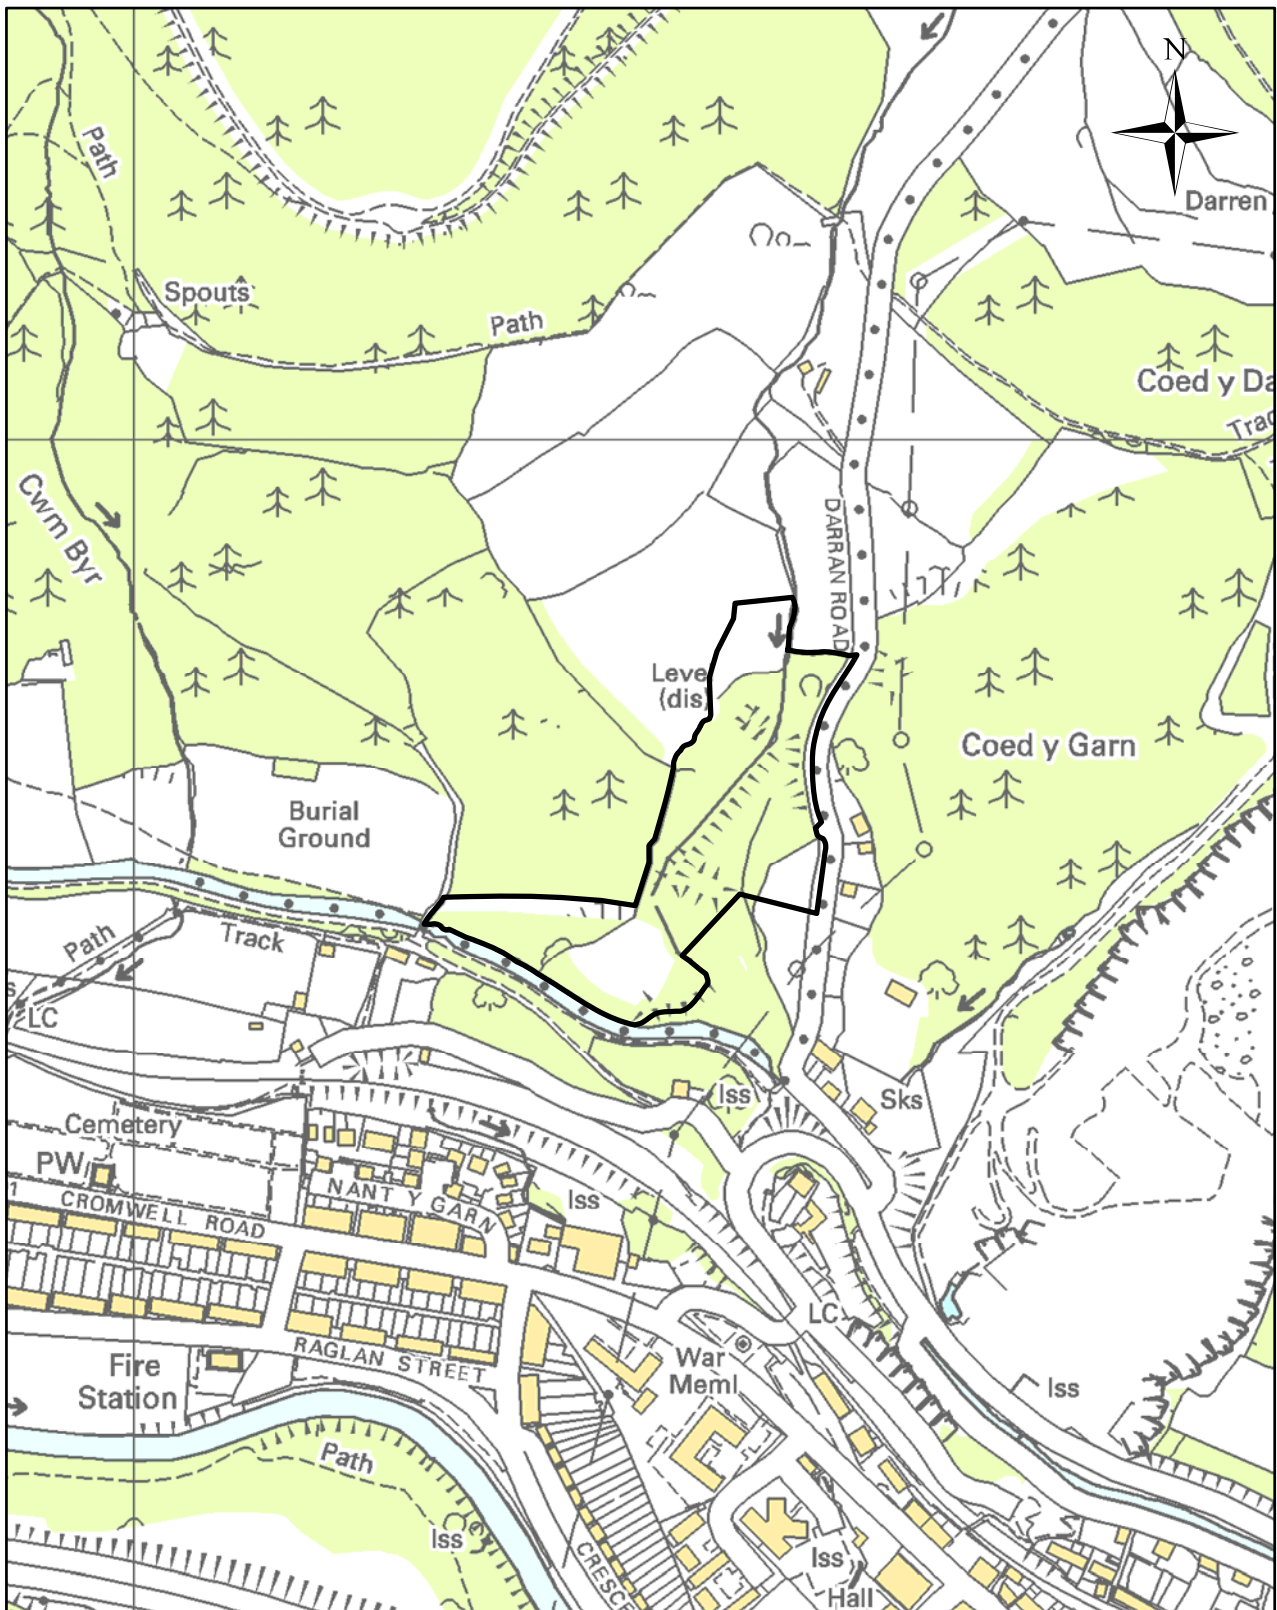 N
Path
Darren
Spouts
Path
Coed y Da
Trac
Cwm Byr
DARRAN ROAD
Leve
(dis)
Coed y Garn
Burial
Ground
Track
Path
s
LC
Iss
Sks
Cemetery
PW
NANT Y GARN
Iss
1
CROMWELL ROAD
LC
RAGLAN STREET
War
Meml
Fire
Station
Iss
Path
Iss
Iss
CRESC
Hall